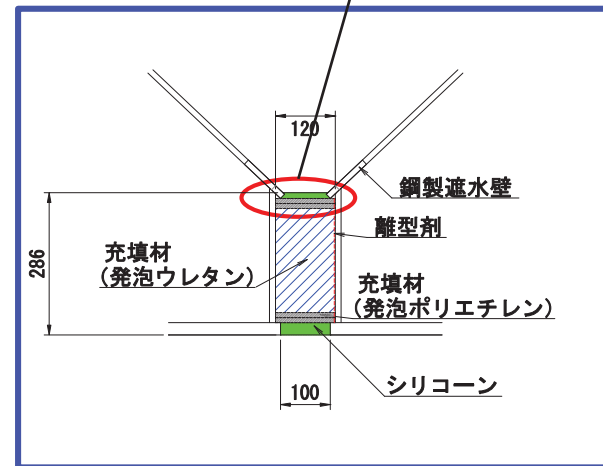 120
鋼製遮水壁
離型剤
充填材
(発泡ウレタン)
286
充填材
(発泡ポリエチレン)
シリコーン
100